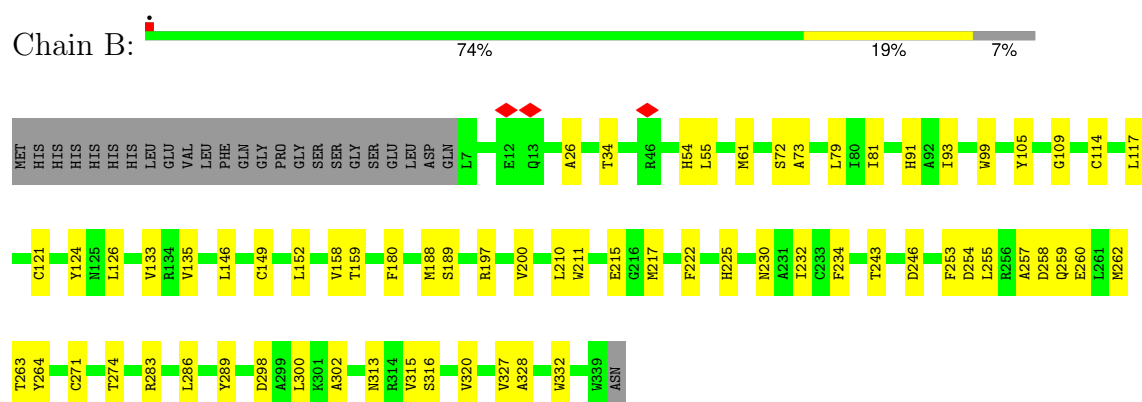 Chain B:
74% 19% 7%
MET HIS HIS HIS HIS HIS HIS LEU GLU VAL LEU PHE GLN GLY PRO GLY SER SER GLY SER GLU LEU ASP GLN L7 E12 Q13 A26 T34 R46 H54 L55 M61 S72 A73 L79 I80 I81 H91 A92 I93 W99 Y105 G109 C114 L117
C121 Y124 N125 L126 V133 R134 V135 L146 C149 L152 V158 T159 F180 M188 S189 R197 V200 L210 W211 E215 G216 M217 F222 H225 N230 A231 I232 C233 F234 T243 D246 F253 D254 L255 R256 A257 D258 Q259 E260 L261 M262
T263 Y264 C271 T274 R283 L286 Y289 D298 A299 L300 K301 A302 N313 R314 V315 S316 V320 V327 A328 W332 W339 ASN